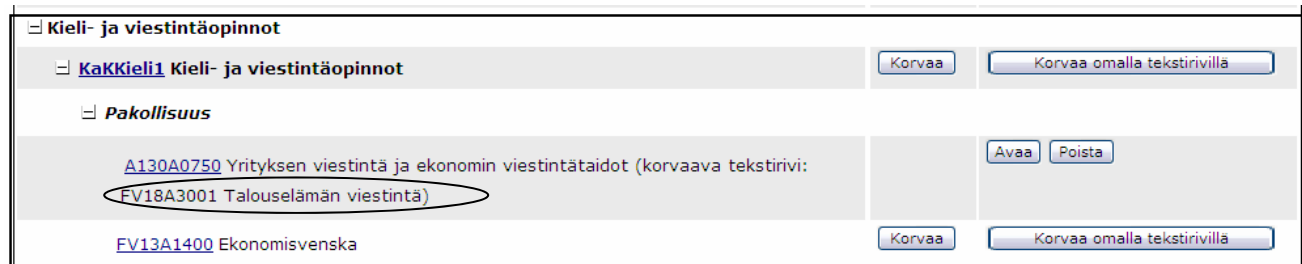 Kieli- ja viestintäopinnot
KaKKieli1 Kieli- ja viestintäopinnot Korvaa Korvaa omalla tekstirivillä
Pakollisuus
A130A0750 Yrityksen viestintä ja ekonomin viestintätaidot (korvaava tekstirivi: Avaa Poista
FV18A3001 Talouselämän viestintä)
FV13A1400 Ekonomisvenska Korvaa Korvaa omalla tekstirivillä